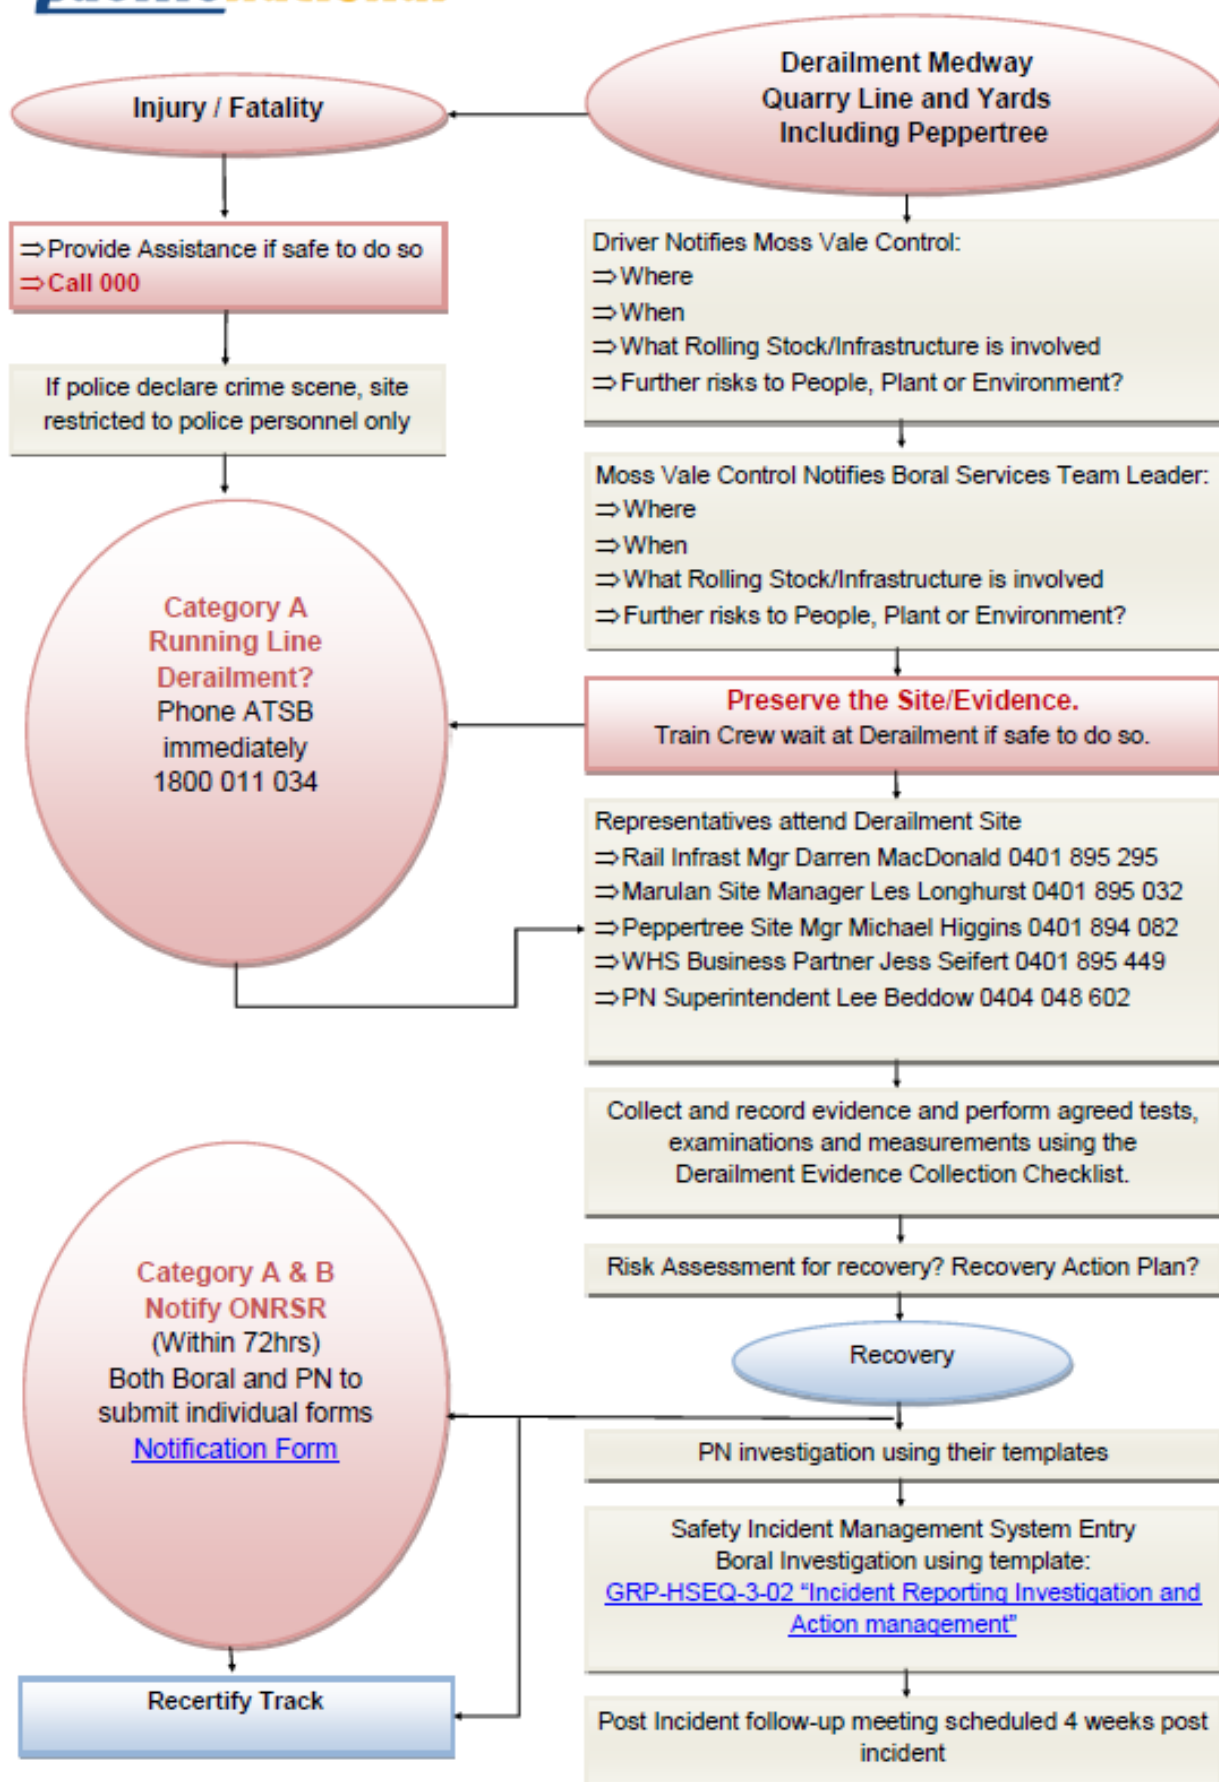 Derailment Medway
Quarry Line and Yards
Including Peppertree
Injury / Fatality
⇒Provide Assistance if safe to do so
⇒Call 000
If police declare crime scene, site
restricted to police personnel only
Category A
Running Line
Derailment?
Phone ATSB
immediately
1800 011 034
Driver Notifies Moss Vale Control:
⇒Where
⇒When
⇒What Rolling Stock/Infrastructure is involved
⇒Further risks to People, Plant or Environment?
Moss Vale Control Notifies Boral Services Team Leader:
⇒Where
⇒When
⇒What Rolling Stock/Infrastructure is involved
⇒Further risks to People, Plant or Environment?
Preserve the Site/Evidence.
Train Crew wait at Derailment if safe to do so.
Representatives attend Derailment Site
⇒Rail Infrast Mgr Darren MacDonald 0401 895 295
⇒Marulan Site Manager Les Longhurst 0401 895 032
⇒Peppertree Site Mgr Michael Higgins 0401 894 082
⇒WHS Business Partner Jess Seifert 0401 895 449
⇒PN Superintendent Lee Beddow 0404 048 602
Collect and record evidence and perform agreed tests,
examinations and measurements using the
Derailment Evidence Collection Checklist.
Risk Assessment for recovery? Recovery Action Plan?
Recovery
Category A & B
Notify ONRSR
(Within 72hrs)
Both Boral and PN to
submit individual forms
Notification Form
Recertify Track
PN investigation using their templates
Safety Incident Management System Entry
Boral Investigation using template:
GRP-HSEQ-3-02 “Incident Reporting Investigation and
Action management”
Post Incident follow-up meeting scheduled 4 weeks post
incident